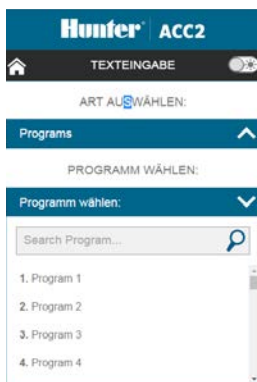 Hunter® ACC2
TEXTEINGABE
ART AUSWÄHLEN:
Programs
PROGRAMM WÄHLEN:
Programm wählen:
Search Program...
1. Program 1
2. Program 2
3. Program 3
4. Program 4